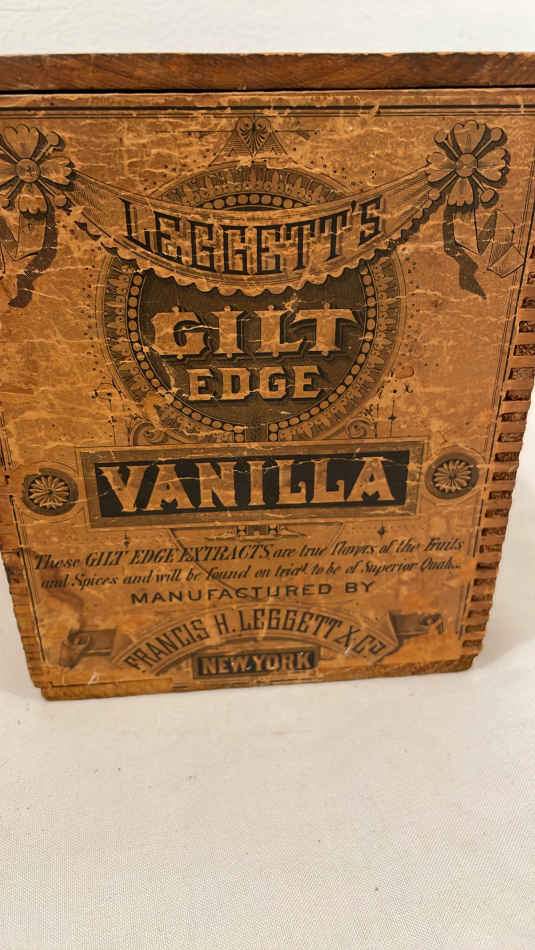 LEGGETT'S
GILT
EDGE
VANILLA
These GILT EDGE EXTRACTS are true flavors of the Fruits
and Spices and will be found on trial to be of Superior
MANUFACTURED BY
FRANCIS H. LEGGETT & CO
NEW YORK